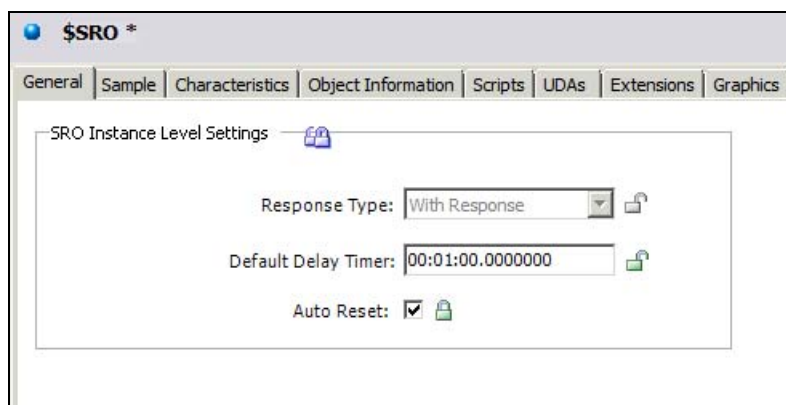 $SRO *
General Sample Characteristics Object Information Scripts UDAs Extensions Graphics
SRO Instance Level Settings
Response Type: With Response
Default Delay Timer: 00:01:00.0000000
Auto Reset: